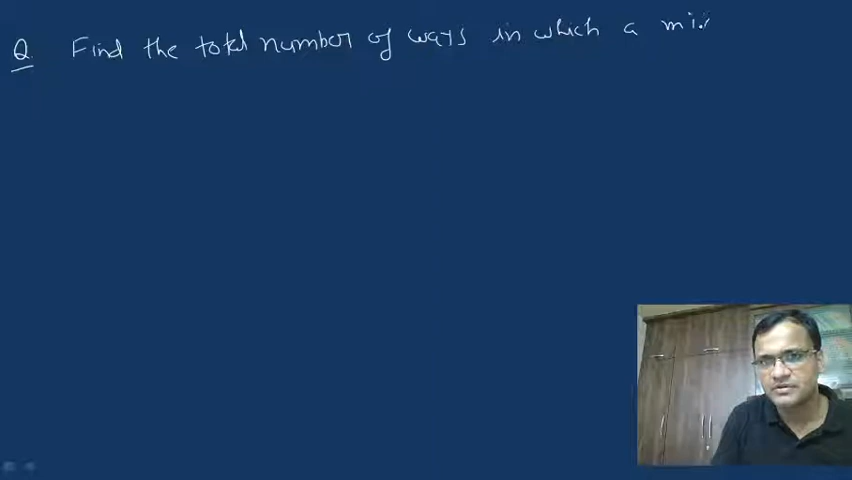 Q Find the total number of ways in which a